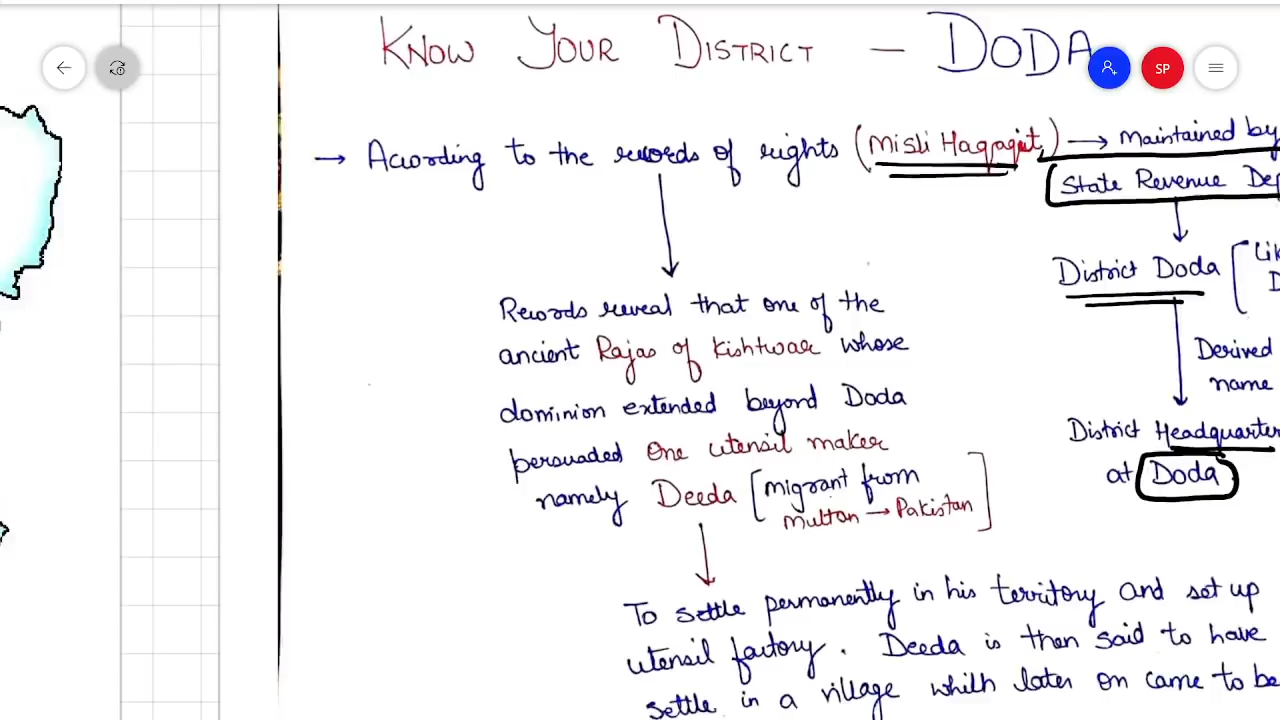 KNOW YOUR DISTRICT — DODA
SP
→ According to the records of rights (Misli Haqaqit) → Maintained by
State Revenue Dep
District Doda
Records reveal that one of the
ancient Rajas of Kishtwar whose
dominion extended beyond Doda
persuaded one utensil maker
namely Deeda [migrant from
Multan → Pakistan]
Derived
name
District Headquarter
at Doda
To settle permanently in his territory and set up
utensil factory. Deeda is then said to have
settle in a village which later on came to be